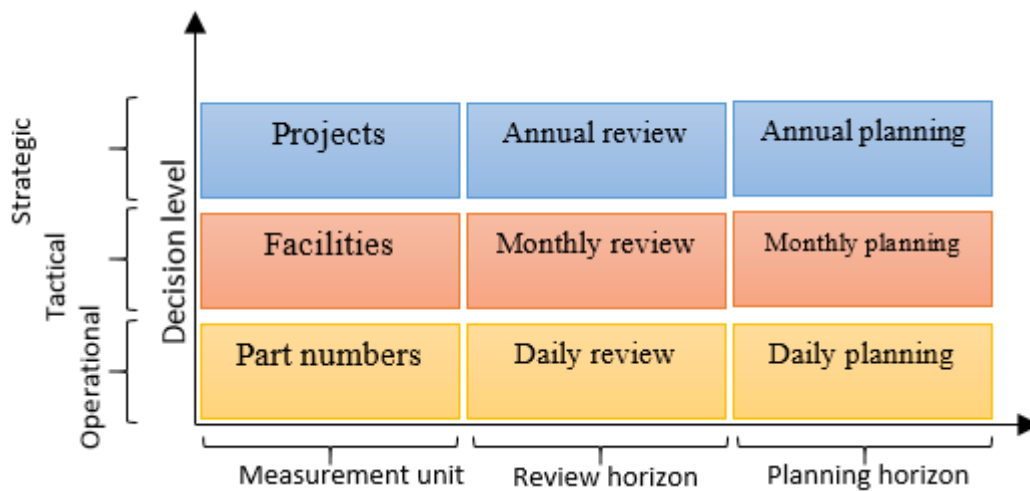 Strategic
Tactical
Operational
Decision level
Projects
Annual review
Annual planning
Facilities
Monthly review
Monthly planning
Part numbers
Daily review
Daily planning
Measurement unit
Review horizon
Planning horizon